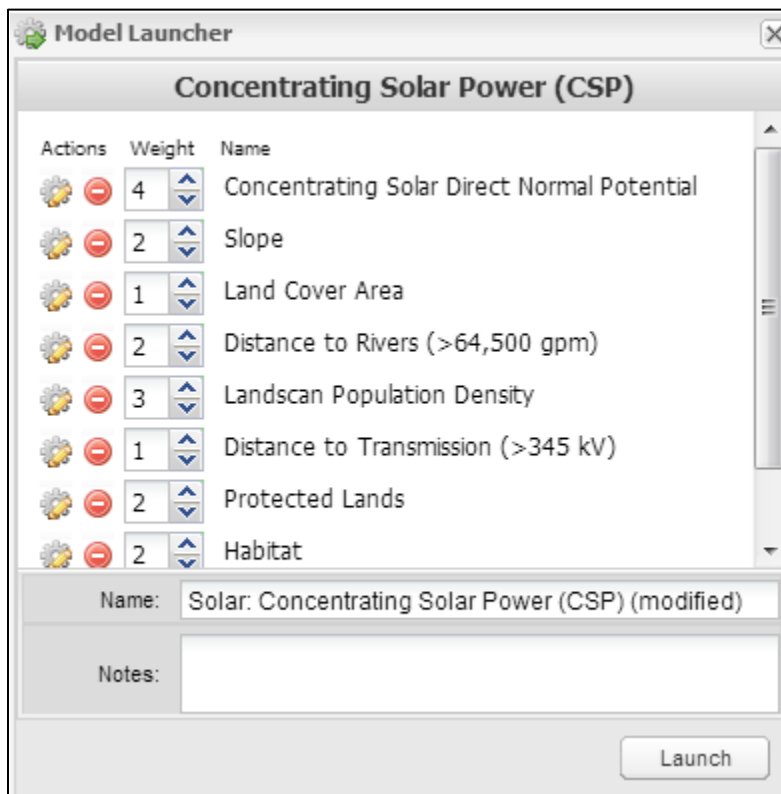 Model Launcher
Concentrating Solar Power (CSP)
Actions Weight Name
4 Concentrating Solar Direct Normal Potential
2 Slope
1 Land Cover Area
2 Distance to Rivers (>64,500 gpm)
3 Landscan Population Density
1 Distance to Transmission (>345 kV)
2 Protected Lands
2 Habitat
Name: Solar: Concentrating Solar Power (CSP) (modified)
Notes:
Launch